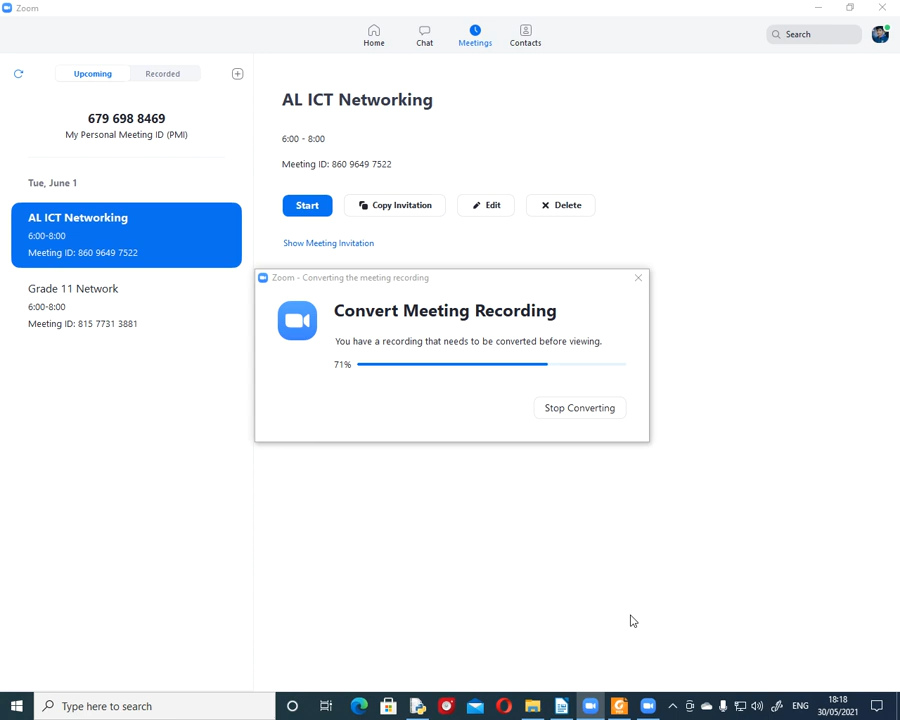 Zoom
Home
Chat
Meetings
Contacts
Search
Upcoming
Recorded
679 698 8469
My Personal Meeting ID (PMI)
Tue, June 1
AL ICT Networking
6:00-8:00
Meeting ID: 860 9649 7522
Grade 11 Network
6:00-8:00
Meeting ID: 815 7731 3881
AL ICT Networking
6:00 - 8:00
Meeting ID: 860 9649 7522
Start
Copy Invitation
Edit
Delete
Show Meeting Invitation
Zoom - Converting the meeting recording
Convert Meeting Recording
You have a recording that needs to be converted before viewing.
71%
Stop Converting
Type here to search
ENG
18:18
30/05/2021